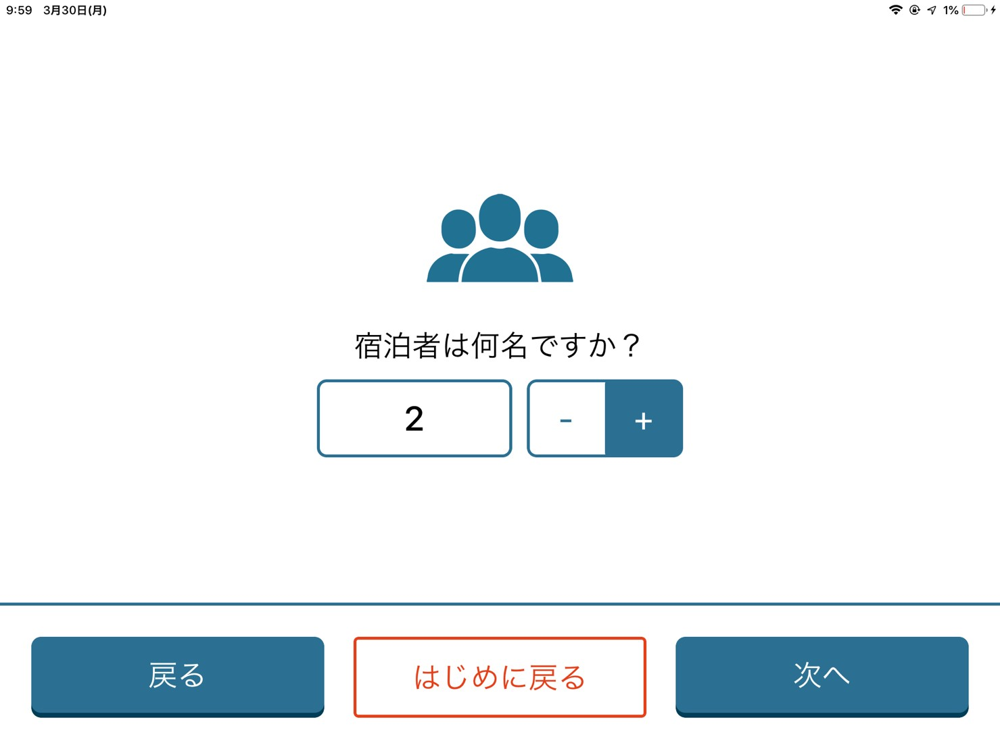 9:59 3月30日(月) 1%
宿泊者は何名ですか？
2 - +
戻る はじめに戻る 次へ